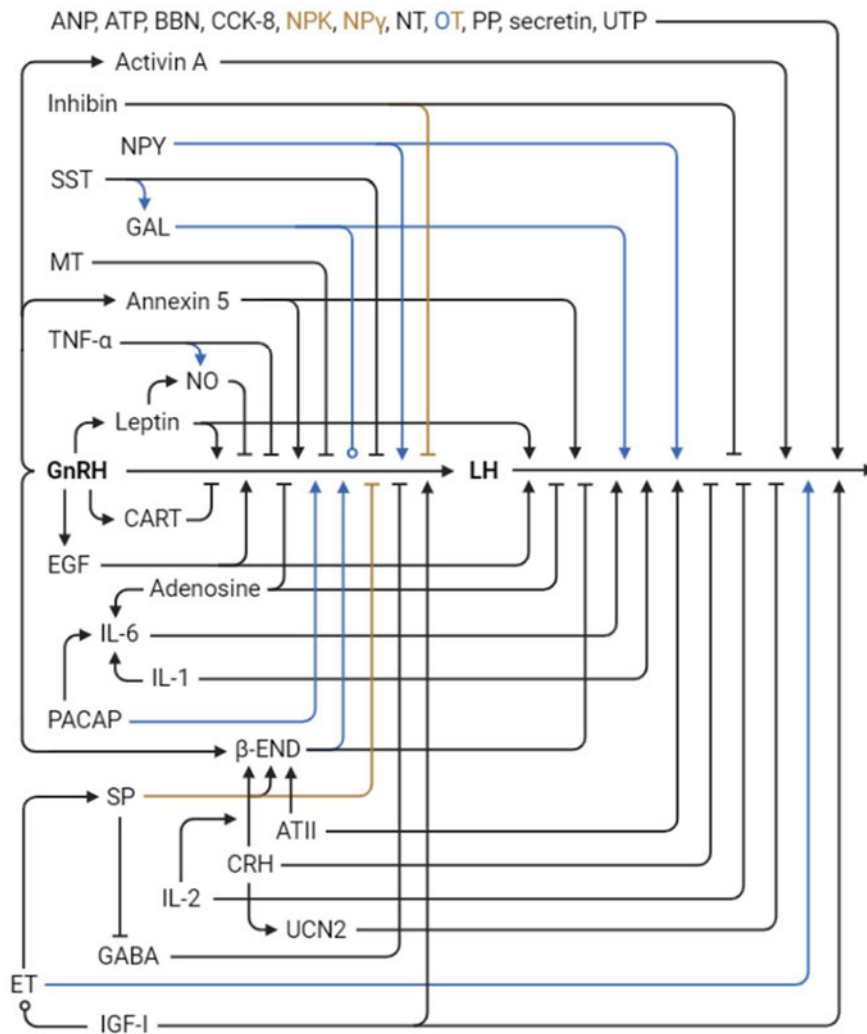 ANP, ATP, BBN, CCK-8, NPK, NPγ, NT, OT, PP, secretin, UTP
Activin A
Inhibin
NPY
SST
GAL
MT
Annexin 5
TNF-α
NO
Leptin
GnRH LH
CART
EGF
Adenosine
IL-6
IL-1
PACAP
β-END
SP
ATII
CRH
IL-2
UCN2
GABA
ET
IGF-I